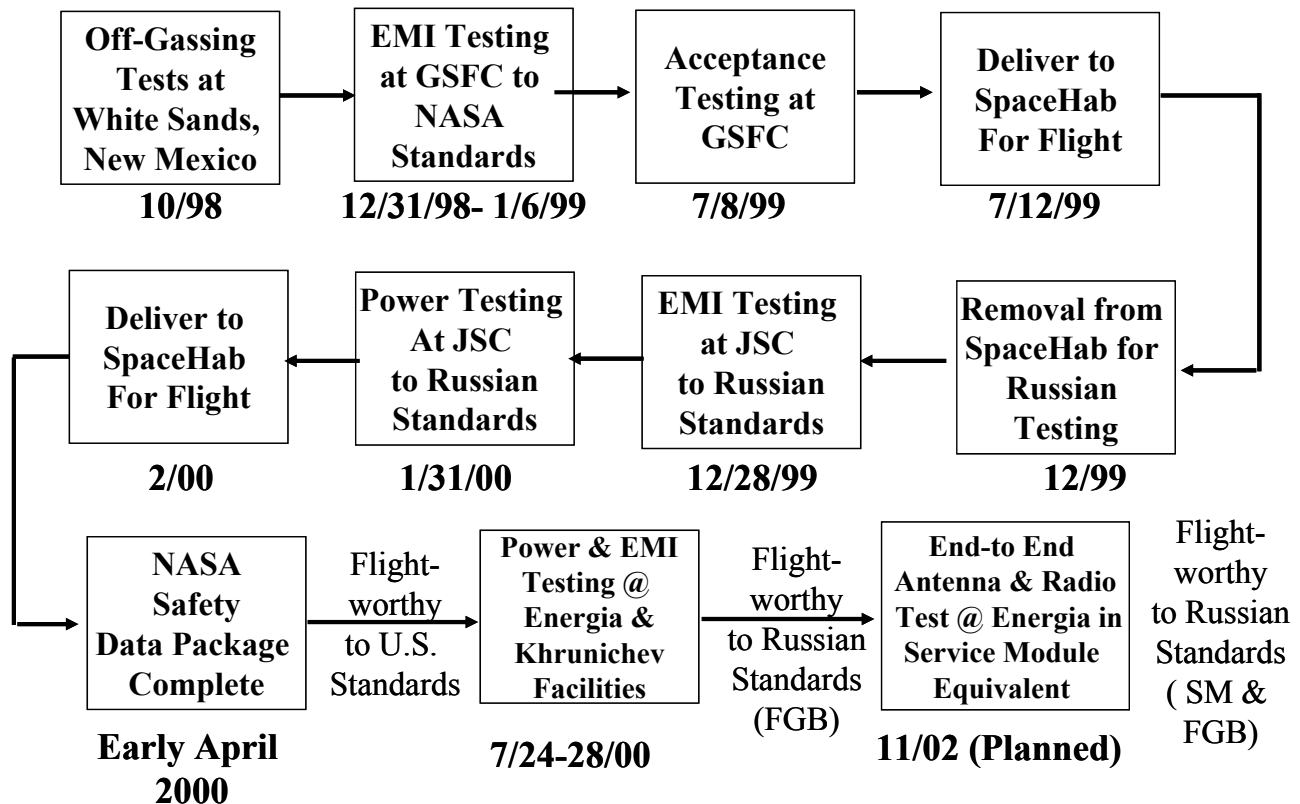 Off-Gassing
Tests at
White Sands,
New Mexico
10/98
EMI Testing
at GSFC to
NASA
Standards
12/31/98- 1/6/99
Acceptance
Testing at
GSFC
7/8/99
Deliver to
SpaceHab
For Flight
7/12/99
Removal from
SpaceHab for
Russian
Testing
12/99
EMI Testing
at JSC
to Russian
Standards
12/28/99
Power Testing
At JSC
to Russian
Standards
1/31/00
Deliver to
SpaceHab
For Flight
2/00
NASA
Safety
Data Package
Complete
Early April
2000
Flight-
worthy
to U.S.
Standards
Power & EMI
Testing @
Energia &
Khrunichev
Facilities
7/24-28/00
Flight-
worthy
to Russian
Standards
(FGB)
End-to End
Antenna & Radio
Test @ Energia in
Service Module
Equivalent
11/02 (Planned)
Flight-
worthy
to Russian
Standards
( SM &
FGB)